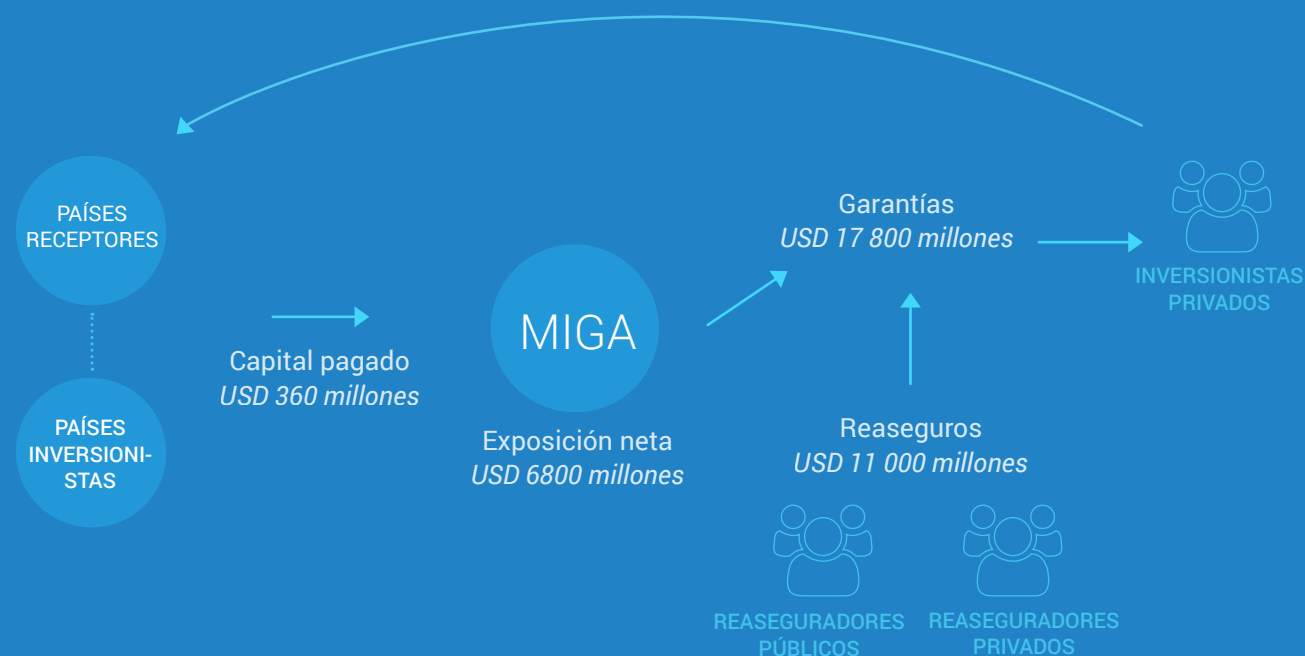 PAÍSES
RECEPTORES
PAÍSES
INVERSIONI-
STAS
Capital pagado
USD 360 millones
MIGA
Exposición neta
USD 6800 millones
Garantías
USD 17 800 millones
Reaseguros
USD 11 000 millones
REASEGURADORES
PÚBLICOS
REASEGURADORES
PRIVADOS
INVERSIONISTAS
PRIVADOS